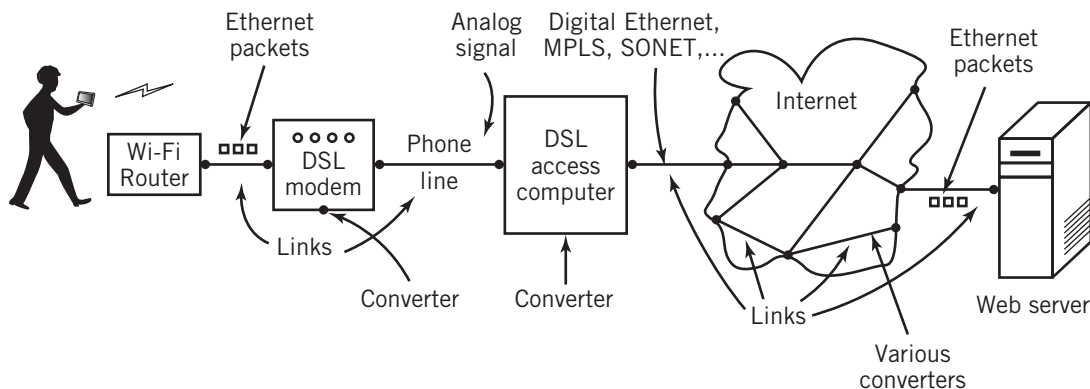 Ethernet
packets
Analog
signal
Digital Ethernet,
MPLS, SONET,...
Ethernet
packets
Internet
Wi-Fi
Router
DSL
modem
Phone
line
DSL
access
computer
Links
Converter
Converter
Links
Web server
Various
converters